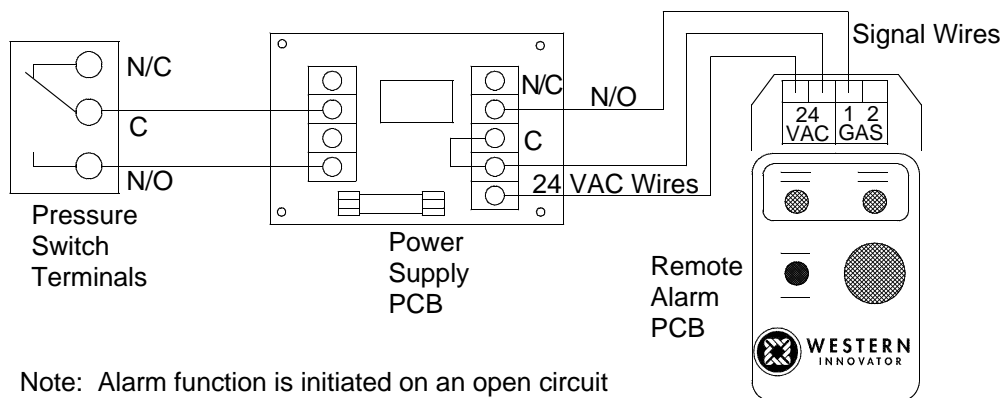 Signal Wires
N/C
C
N/O
Pressure
Switch
Terminals
N/C
N/O
C
24 VAC Wires
Power
Supply
PCB
24 1 2
VAC GAS
Remote
Alarm
PCB
WESTERN
INNOVATOR
Note: Alarm function is initiated on an open circuit